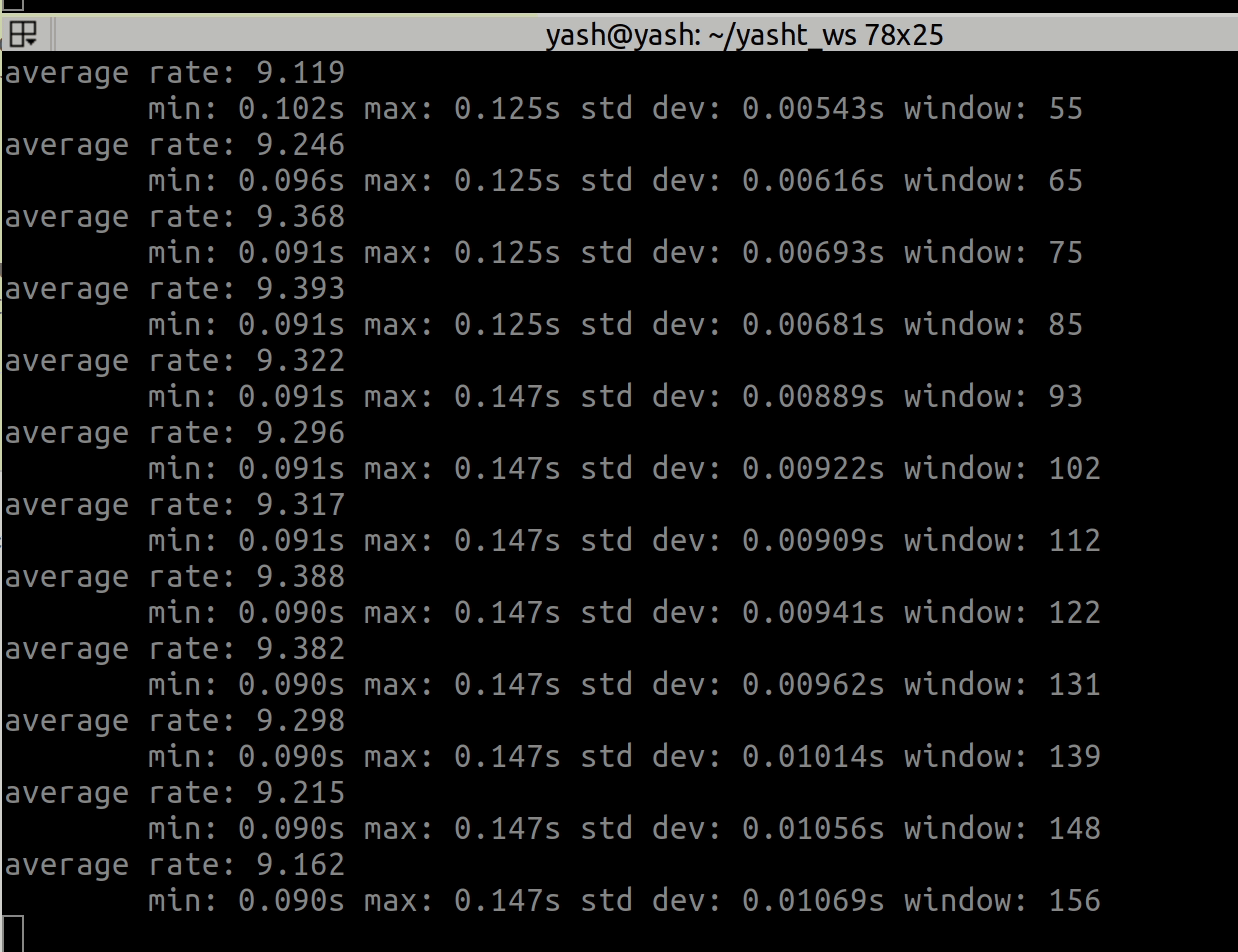 yash@yash: ~/yasht_ws 78x25
average rate: 9.119
min: 0.102s max: 0.125s std dev: 0.00543s window: 55
average rate: 9.246
min: 0.096s max: 0.125s std dev: 0.00616s window: 65
average rate: 9.368
min: 0.091s max: 0.125s std dev: 0.00693s window: 75
average rate: 9.393
min: 0.091s max: 0.125s std dev: 0.00681s window: 85
average rate: 9.322
min: 0.091s max: 0.147s std dev: 0.00889s window: 93
average rate: 9.296
min: 0.091s max: 0.147s std dev: 0.00922s window: 102
average rate: 9.317
min: 0.091s max: 0.147s std dev: 0.00909s window: 112
average rate: 9.388
min: 0.090s max: 0.147s std dev: 0.00941s window: 122
average rate: 9.382
min: 0.090s max: 0.147s std dev: 0.00962s window: 131
average rate: 9.298
min: 0.090s max: 0.147s std dev: 0.01014s window: 139
average rate: 9.215
min: 0.090s max: 0.147s std dev: 0.01056s window: 148
average rate: 9.162
min: 0.090s max: 0.147s std dev: 0.01069s window: 156